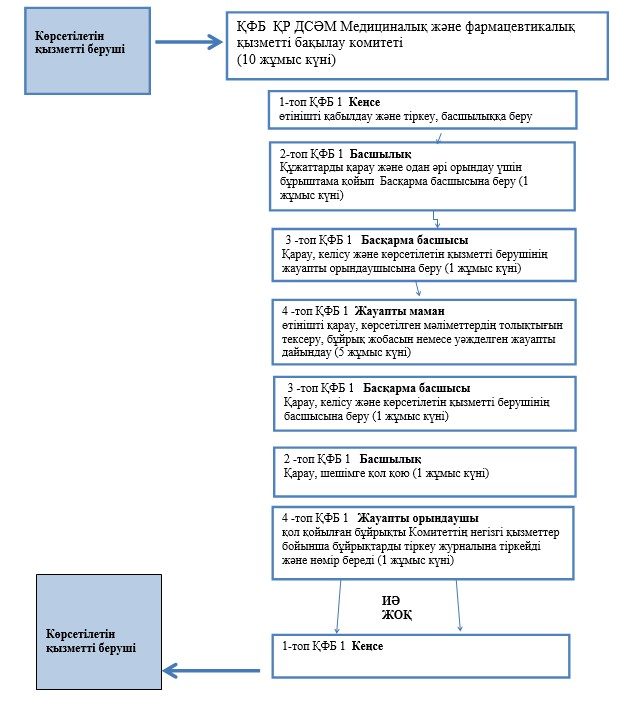 Көрсетілетін
қызметті беруші
ҚФБ ҚР ДСӘМ Медициналық және фармацевтикалық
қызметті бақылау комитеті
(10 жұмыс күні)
1-топ ҚФБ 1 Кеңсе
өтінішті қабылдау және тіркеу, басшылыққа беру
2-топ ҚФБ 1 Басшылық
Құжаттарды қарау және одан әрі орындау үшін
бұрыштама қойып Басқарма басшысына беру (1
жұмыс күні)
3 -топ ҚФБ 1 Басқарма басшысы
Қарау, келісу және көрсетілетін қызметті берушінің
жауапты орындаушысына беру (1 жұмыс күні)
4 -топ ҚФБ 1 Жауапты маман
өтінішті қарау, көрсетілген мәліметтердің толықтығын
тексеру, бұйрық жобасын немесе уәжделген жауапты
дайындау (5 жұмыс күні)
3 -топ ҚФБ 1 Басқарма басшысы
Қарау, келісу және көрсетілетін қызметті берушінің
басшысына беру (1 жұмыс күні)
2 -топ ҚФБ 1 Басшылық
Қарау, шешімге қол қою (1 жұмыс күні)
4 -топ ҚФБ 1 Жауапты орындаушы
қол қойылған бұйрықты Комитеттің негізгі қызметтер
бойынша бұйрықтарды тіркеу журналына тіркейді
және нөмір береді (1 жұмыс күні)
ИӘ
ЖОҚ
1-топ ҚФБ 1 Кеңсе
Көрсетілетін
қызметті беруші